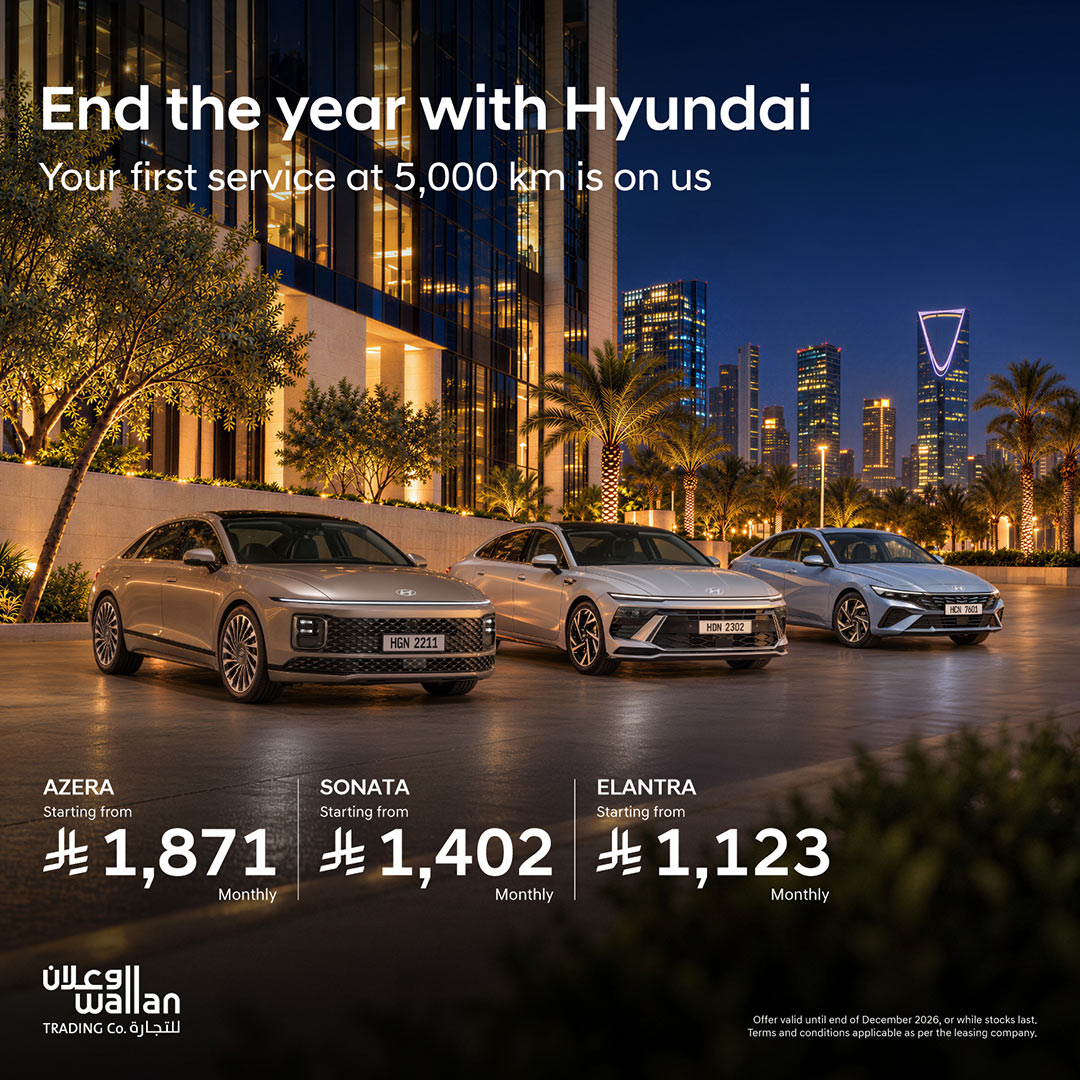 End the year with Hyundai
Your first service at 5,000 km is on us
HGN 2211
HDN 2302
HCN 7601
AZERA
Starting from
⃁ 1,871
Monthly
SONATA
Starting from
⃁ 1,402
Monthly
ELANTRA
Starting from
⃁ 1,123
Monthly
الوعلان
wallan
TRADING Co. للتجارة
Offer valid until end of December 2026, or while stocks last.
Terms and conditions applicable as per the leasing company.